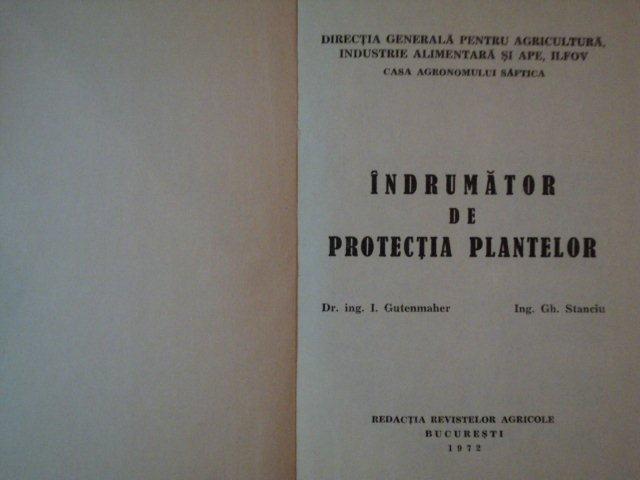 DIRECȚIA GENERALĂ PENTRU AGRICULTURĂ,
INDUSTRIE ALIMENTARĂ ȘI APE, ILFOV
CASA AGRONOMULUI SĂFTICA
ÎNDRUMĂTOR
DE
PROTECȚIA PLANTELOR
Dr. ing. I. Gutenmaher Ing. Gh. Stanciu
REDACȚIA REVISTELOR AGRICOLE
BUCUREȘTI
1972